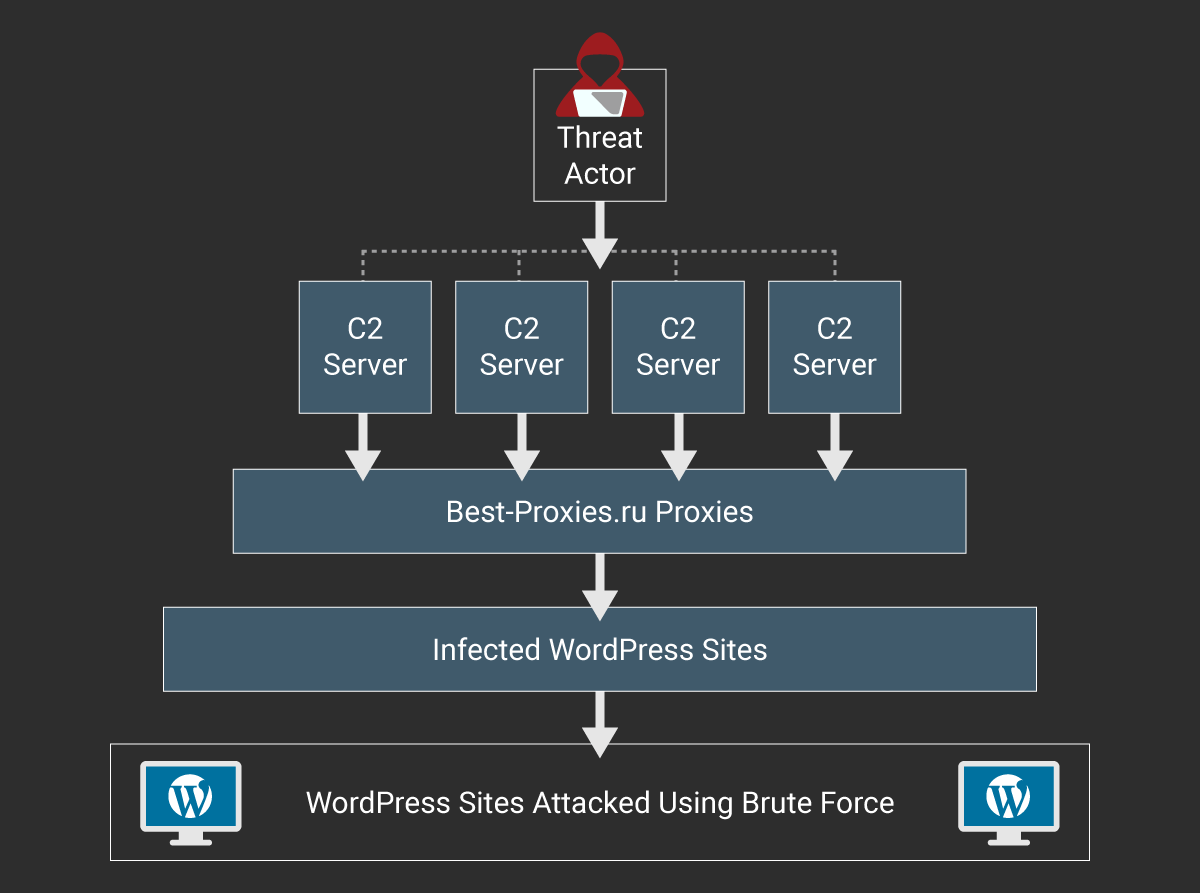 Threat
Actor
C2
Server
C2
Server
C2
Server
C2
Server
Best-Proxies.ru Proxies
Infected WordPress Sites
WordPress Sites Attacked Using Brute Force